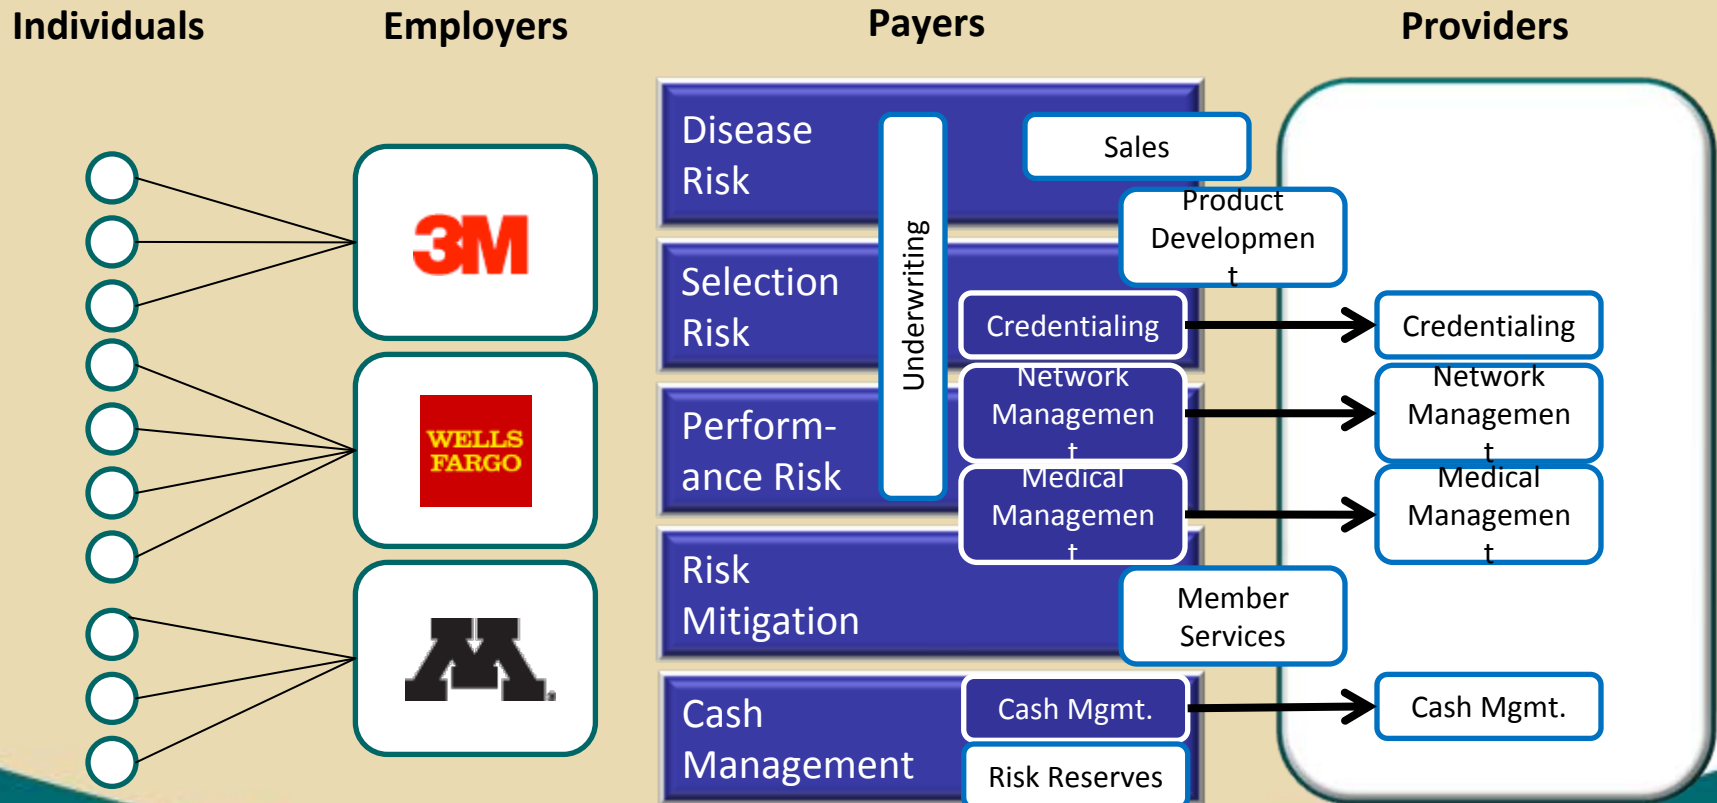 Individuals
Employers
Payers
Providers
3M
WELLS
FARGO
M
Disease
Risk
Selection
Risk
Perform-
ance Risk
Risk
Mitigation
Cash
Management
Underwriting
Sales
Product
Developmen
t
Credentialing
Network
Managemen
t
Medical
Managemen
t
Member
Services
Cash Mgmt.
Risk Reserves
Credentialing
Network
Managemen
t
Medical
Managemen
t
Cash Mgmt.